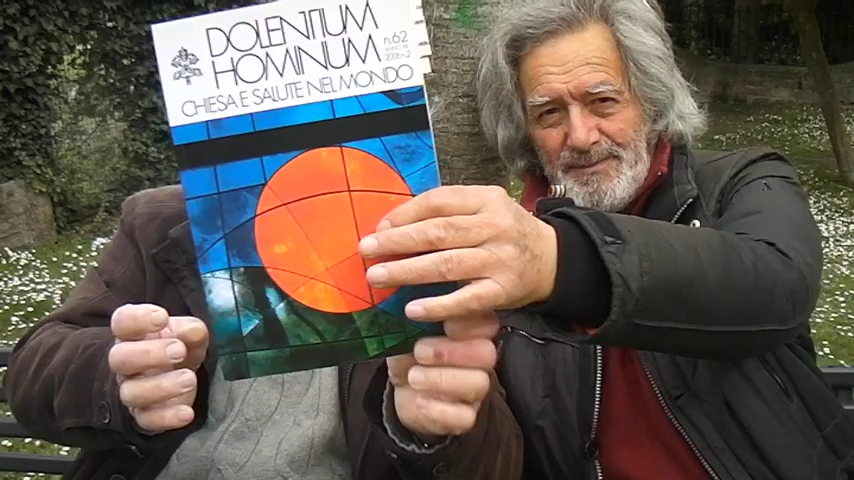 DOLENTIUM
HOMINUM
n. 62
CHIESA E SALUTE NEL MONDO